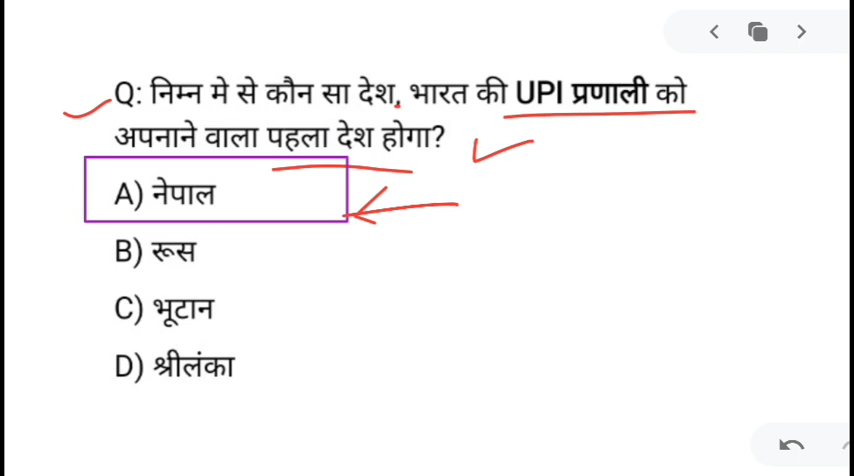 Q: निम्न मे से कौन सा देश, भारत की UPI प्रणाली को
अपनाने वाला पहला देश होगा?
A) नेपाल
B) रूस
C) भूटान
D) श्रीलंका